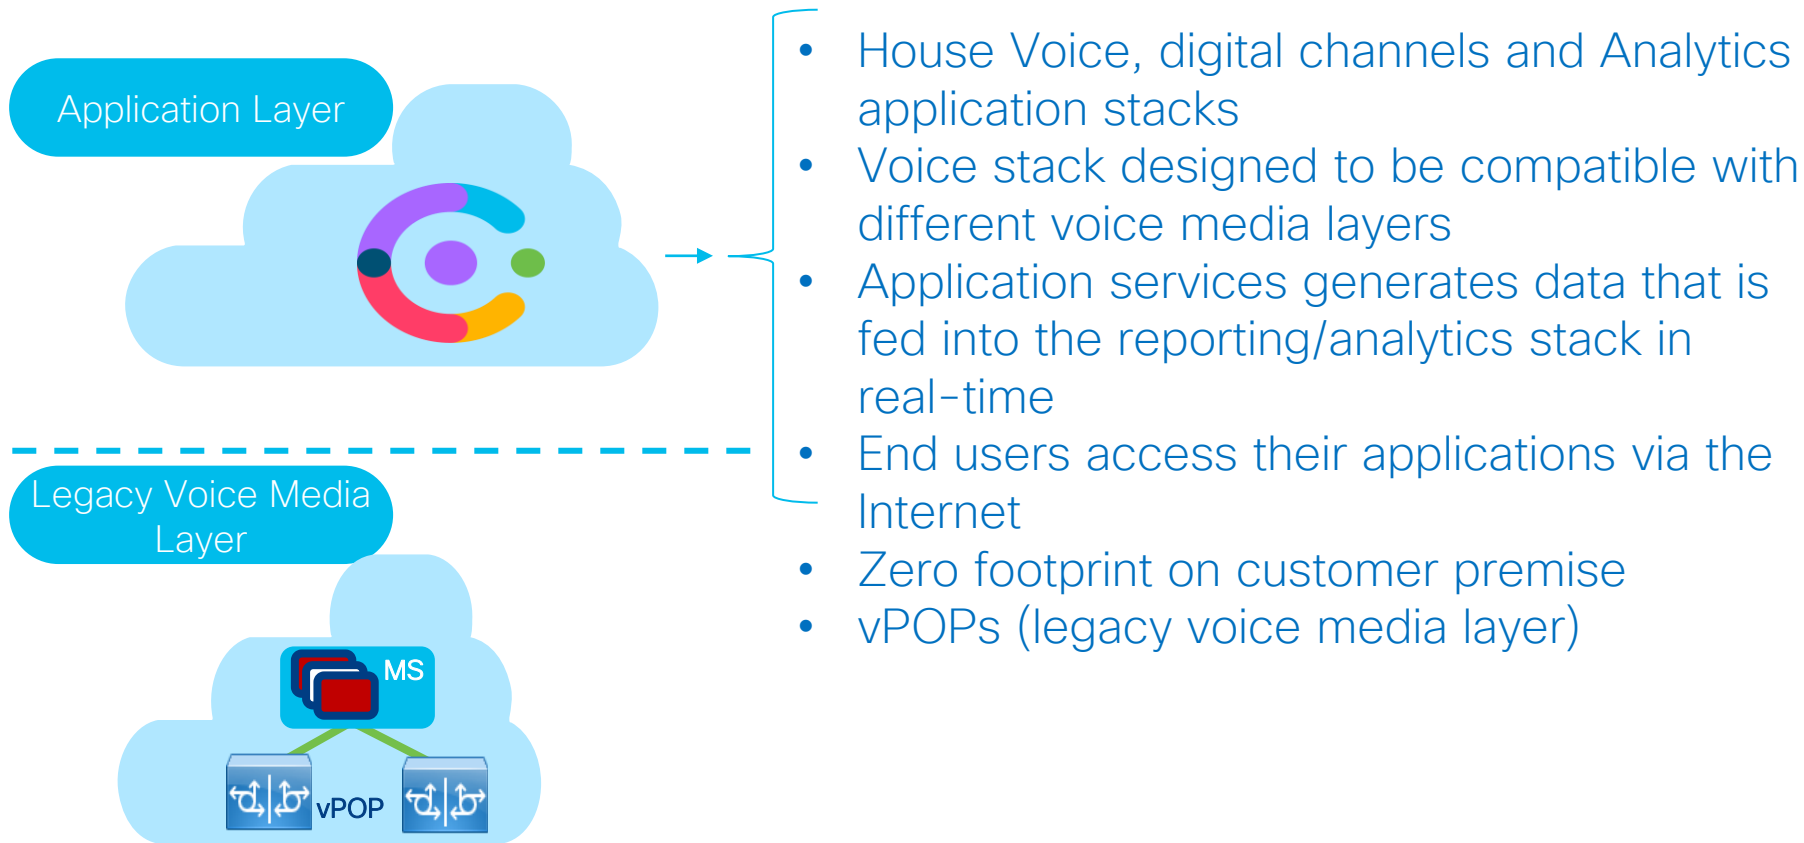 Application Layer
• House Voice, digital channels and Analytics
application stacks
• Voice stack designed to be compatible with
different voice media layers
• Application services generates data that is
fed into the reporting/analytics stack in
real-time
• End users access their applications via the
Internet
• Zero footprint on customer premise
• vPOPs (legacy voice media layer)
Legacy Voice Media
Layer
MS
vPOP